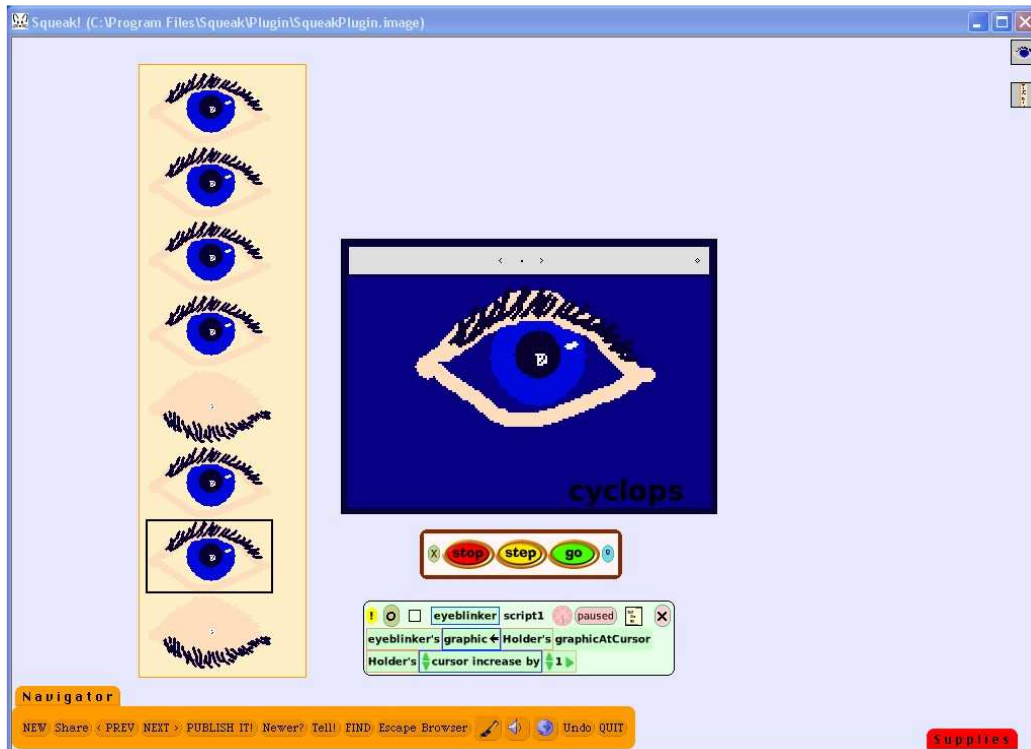 Squeak! (C:\Program Files\Squeak\Plugin\SqueakPlugin.image)
cyclops
stop step go
! eyeblinker script1 paused
eyeblinker's graphic Holder's graphicAtCursor
Holder's cursor increase by 1
Navigator
NEW Share < PREV NEXT > PUBLISH IT! Newer? Tell! FIND Escape Browser Undo QUIT
Supplies